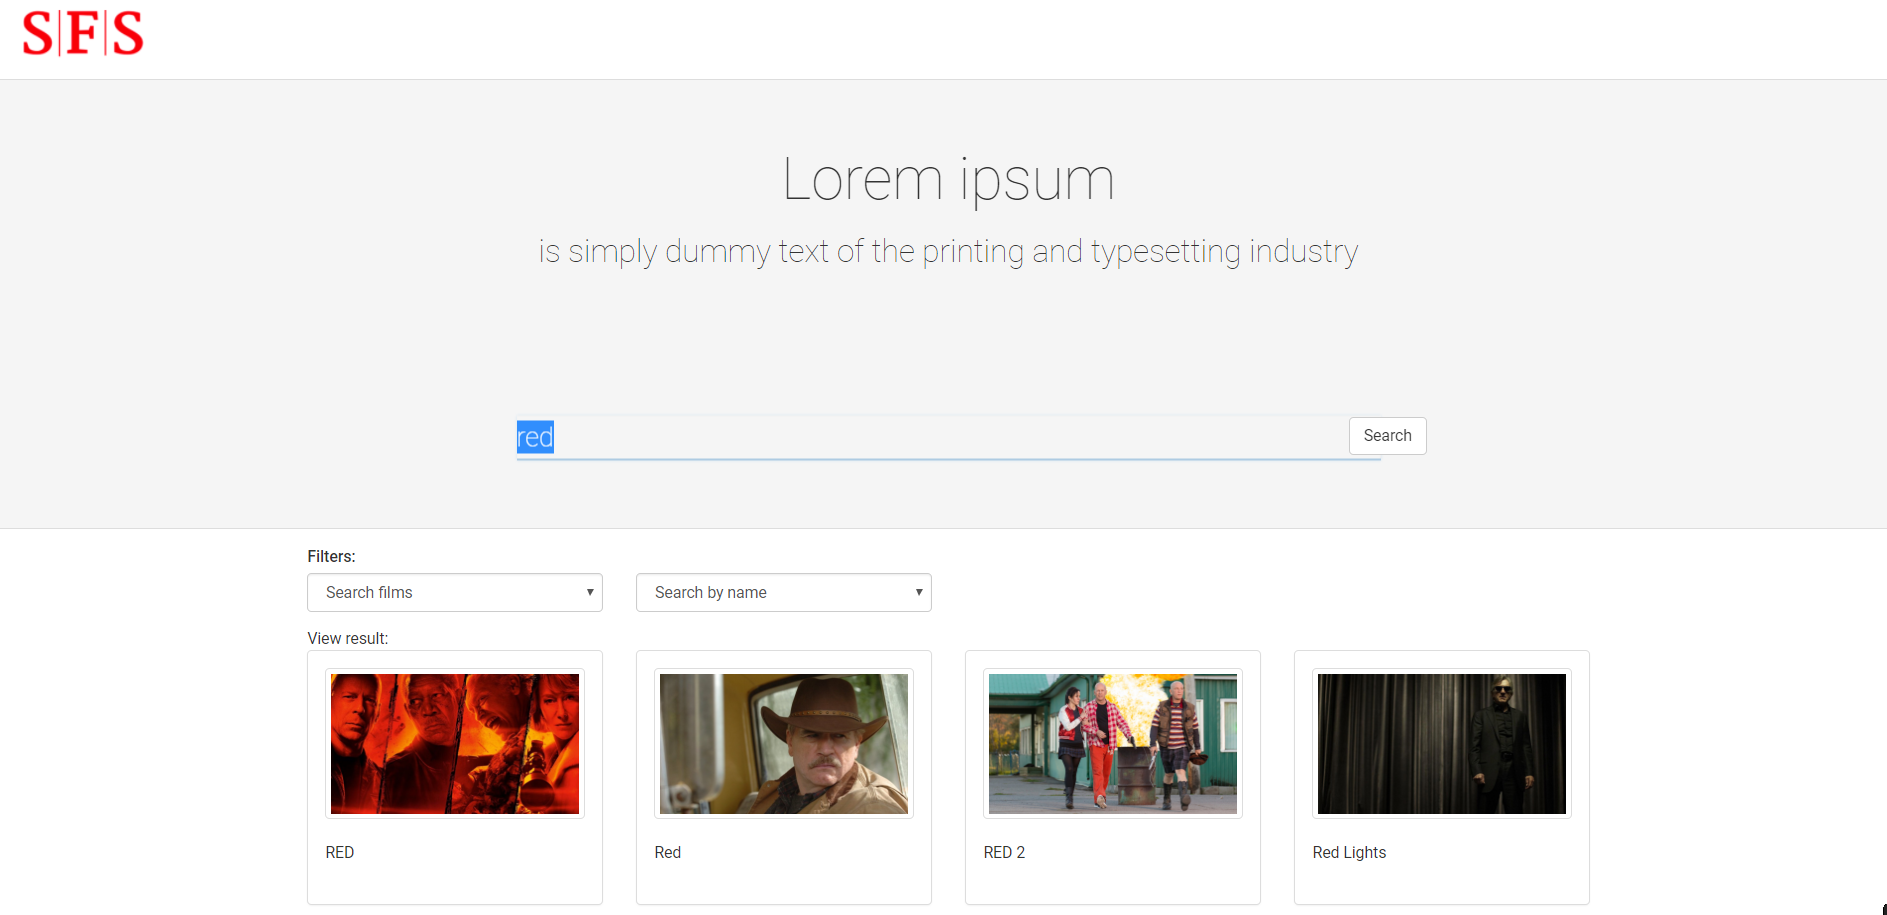 S|F|S
Lorem ipsum
is simply dummy text of the printing and typesetting industry
red
Search
Filters:
Search films
Search by name
View result:
RED
Red
RED 2
Red Lights